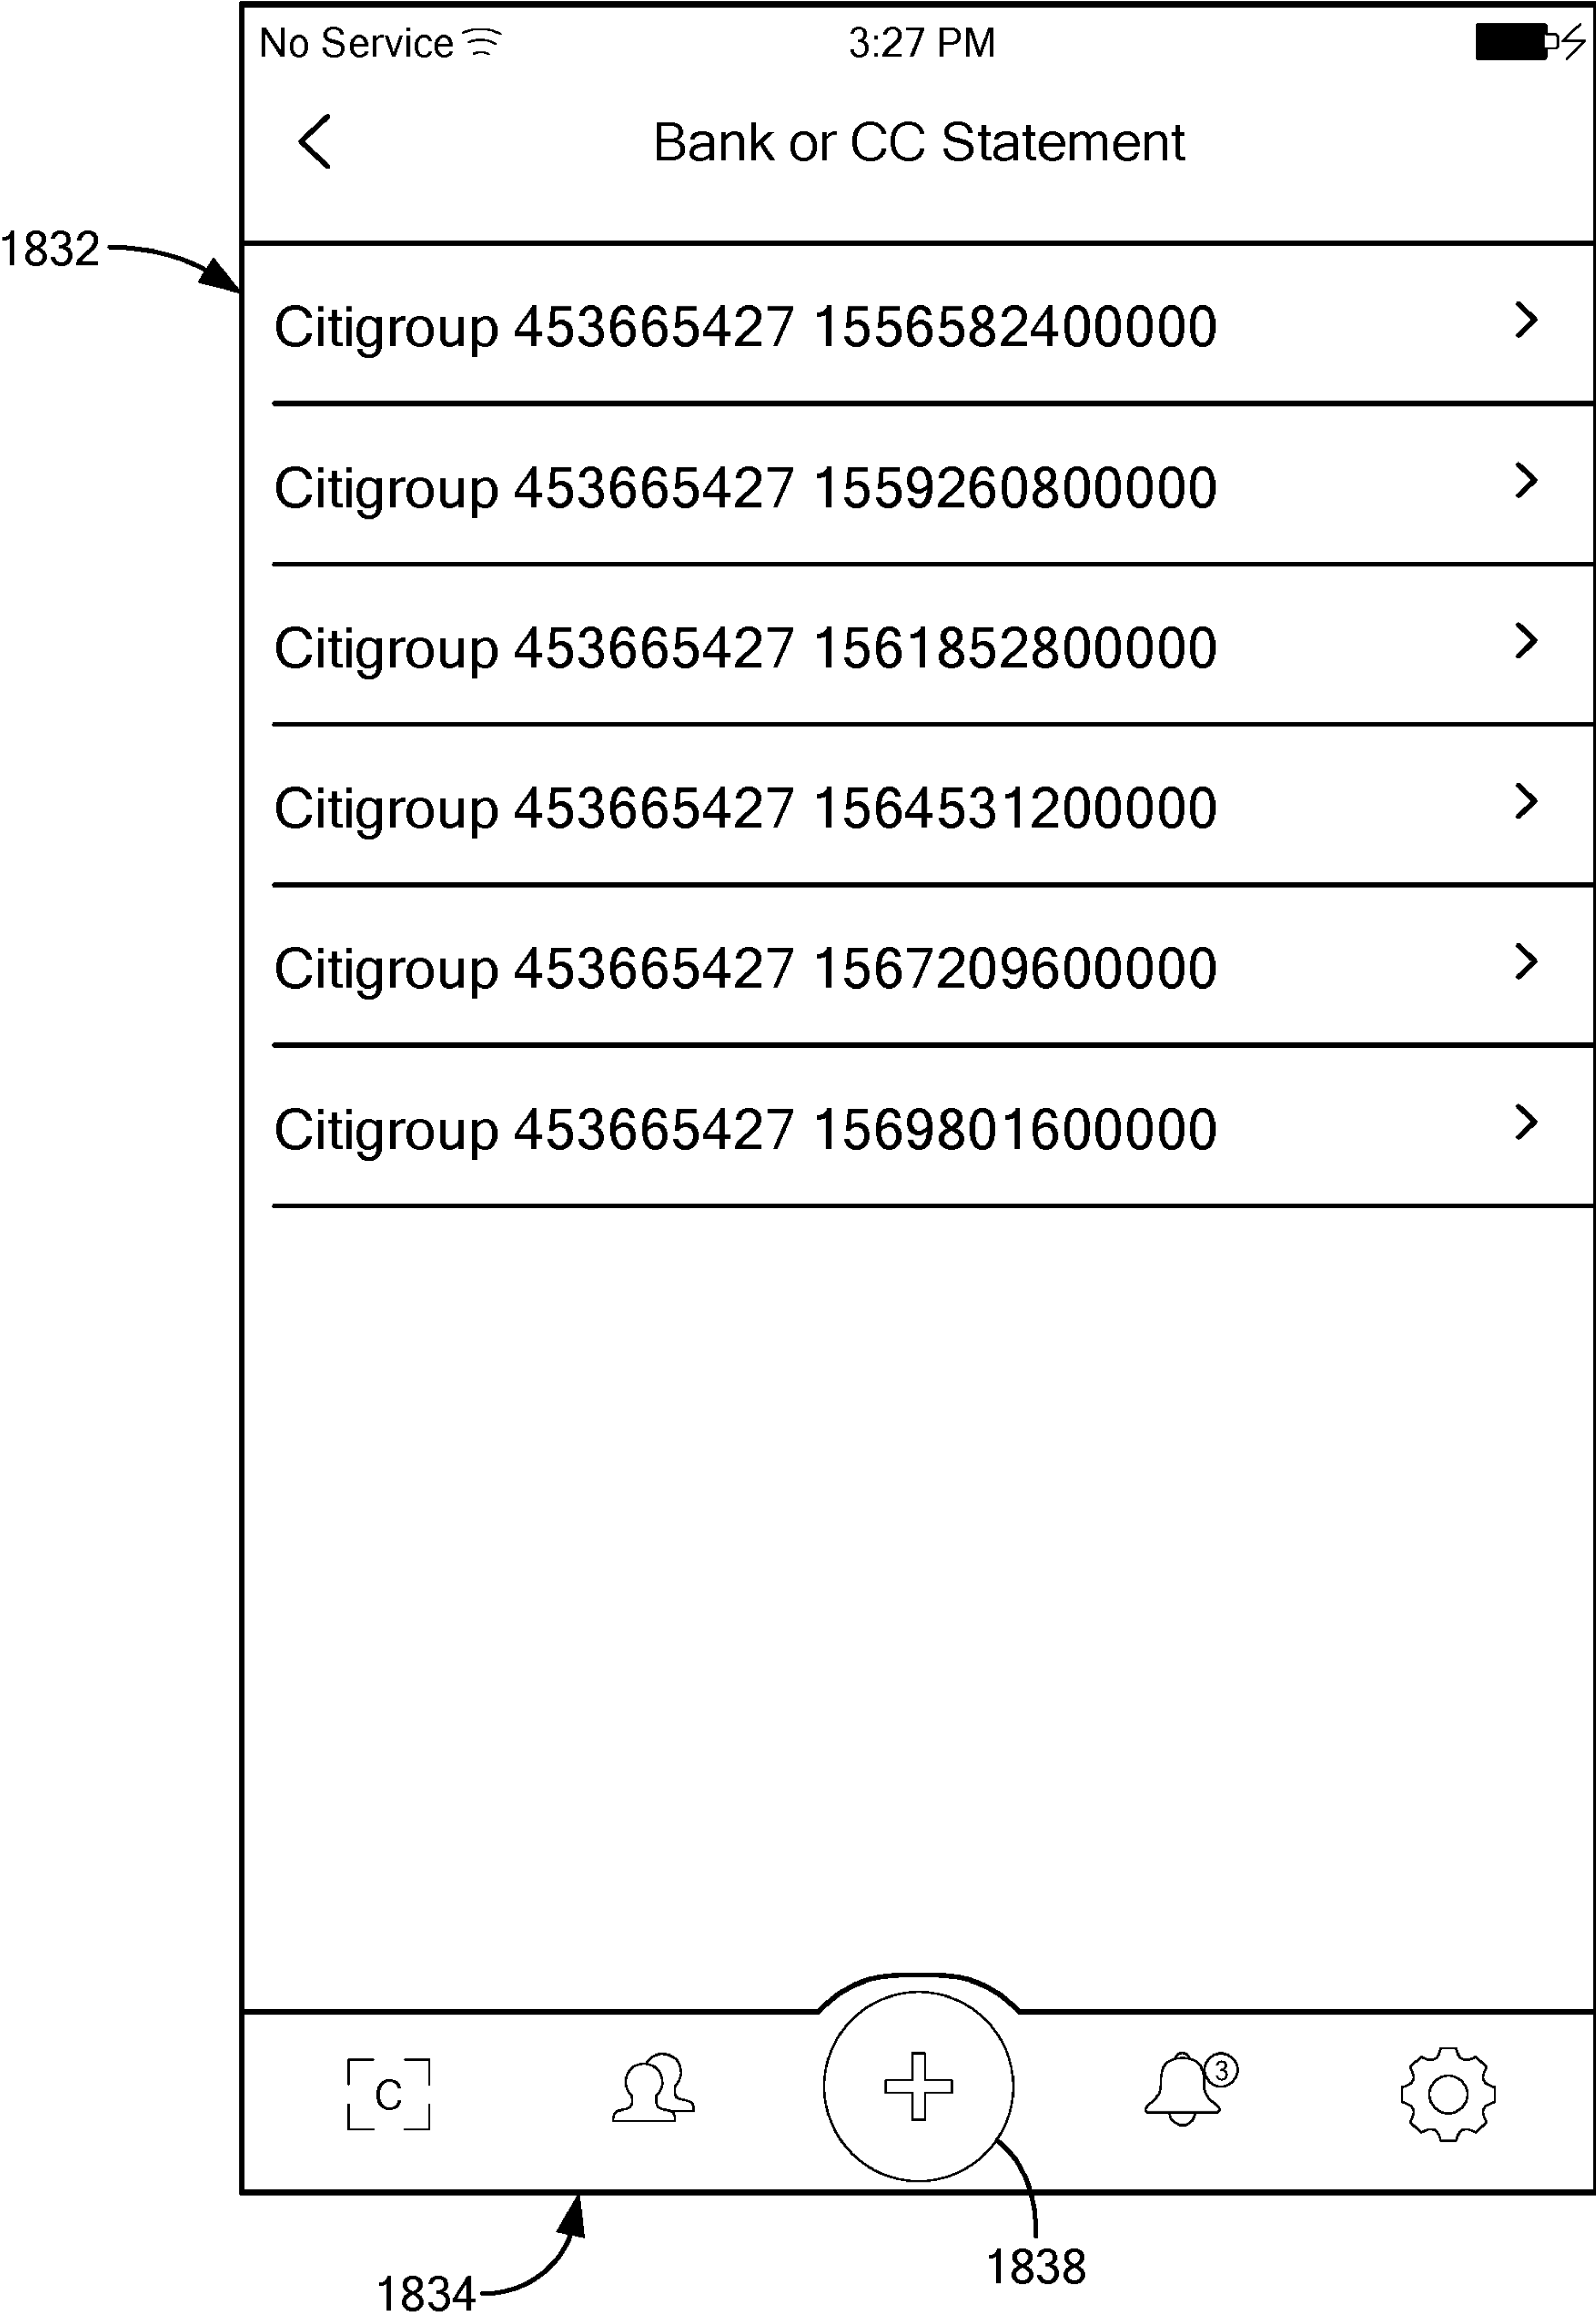 No Service 3:27 PM
Bank or CC Statement
1832
Citigroup 453665427 1556582400000
Citigroup 453665427 1559260800000
Citigroup 453665427 1561852800000
Citigroup 453665427 1564531200000
Citigroup 453665427 1567209600000
Citigroup 453665427 1569801600000
C
3
1838
1834